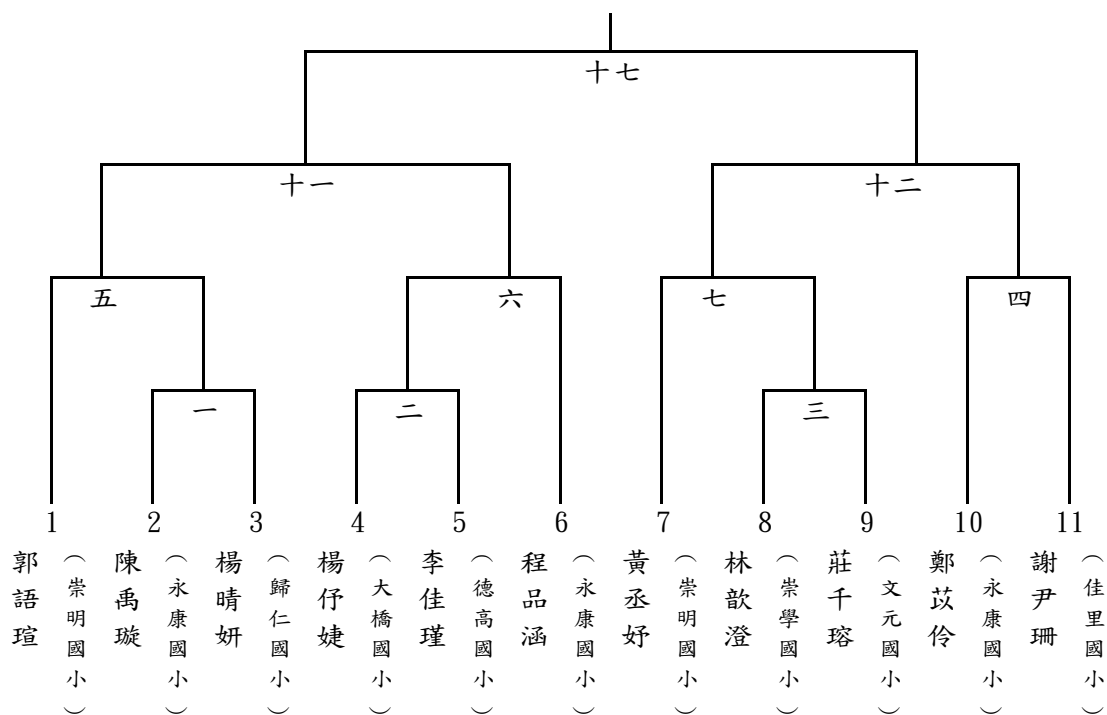 十七
十一
十二
五
六
七
四
一
二
三
1
2
3
4
5
6
7
8
9
10
11
郭語瑄
（崇明國小）
陳禹璇
（永康國小）
楊晴妍
（歸仁國小）
楊伃婕
（大橋國小）
李佳瑾
（德高國小）
程品涵
（永康國小）
黃丞妤
（崇明國小）
林歆澄
（崇學國小）
莊千瑢
（文元國小）
鄭苡伶
（永康國小）
謝尹珊
（佳里國小）